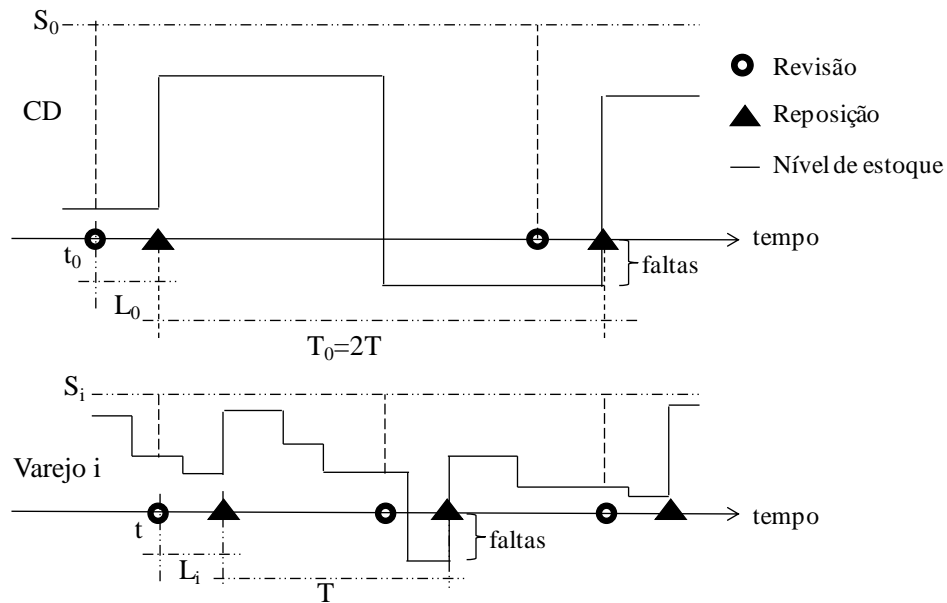 S0
CD
Revisão
Reposição
Nível de estoque
tempo
t0
L0
faltas
T0=2T
Si
Varejo i
tempo
t
Li
faltas
T